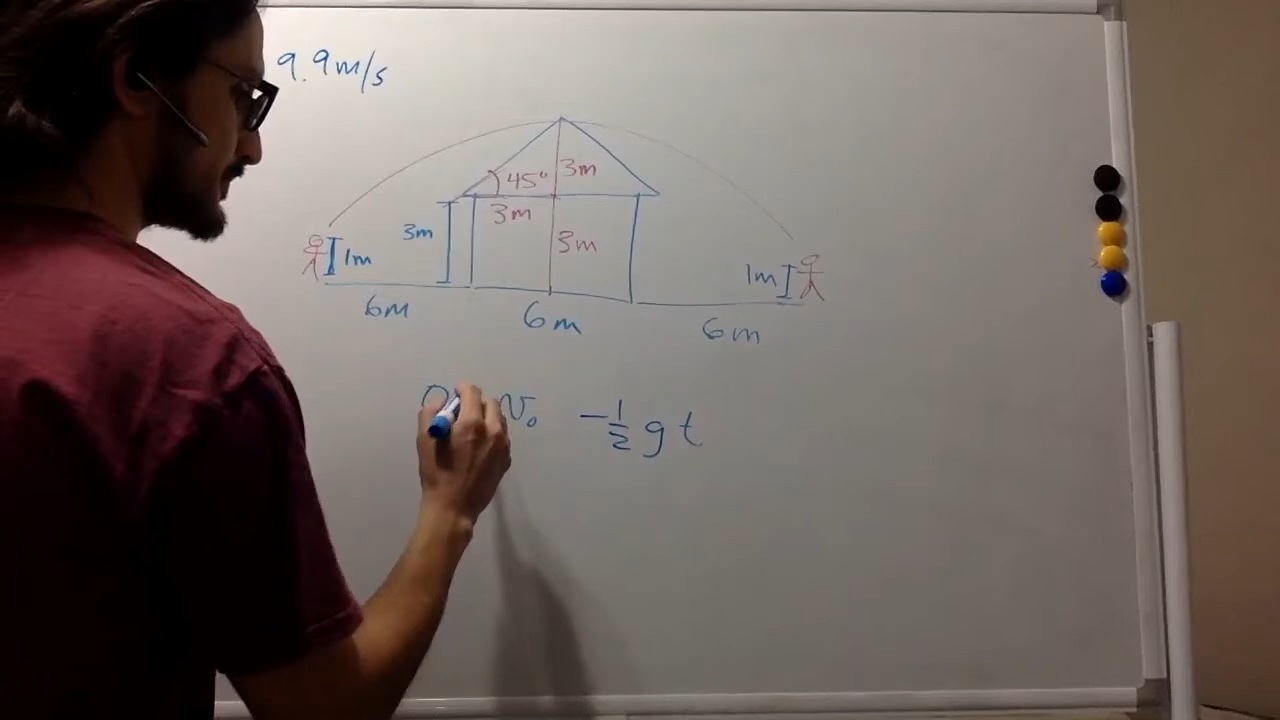 9.9m/s
45° 3m
3m
3m 3m
1m 1m
6m 6m 6m
v₀ -½gt